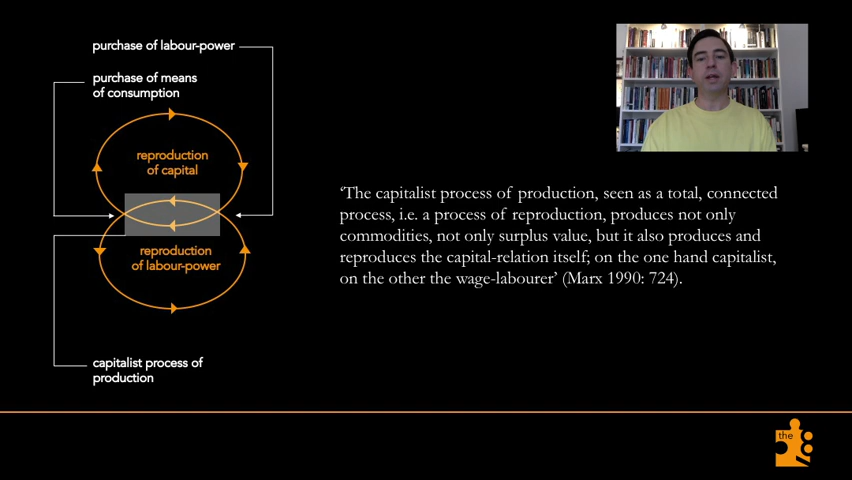 purchase of labour-power
purchase of means
of consumption
reproduction
of capital
reproduction
of labour-power
capitalist process of
production
‘The capitalist process of production, seen as a total, connected
process, i.e. a process of reproduction, produces not only
commodities, not only surplus value, but it also produces and
reproduces the capital-relation itself; on the one hand capitalist,
on the other the wage-labourer’ (Marx 1990: 724).
the